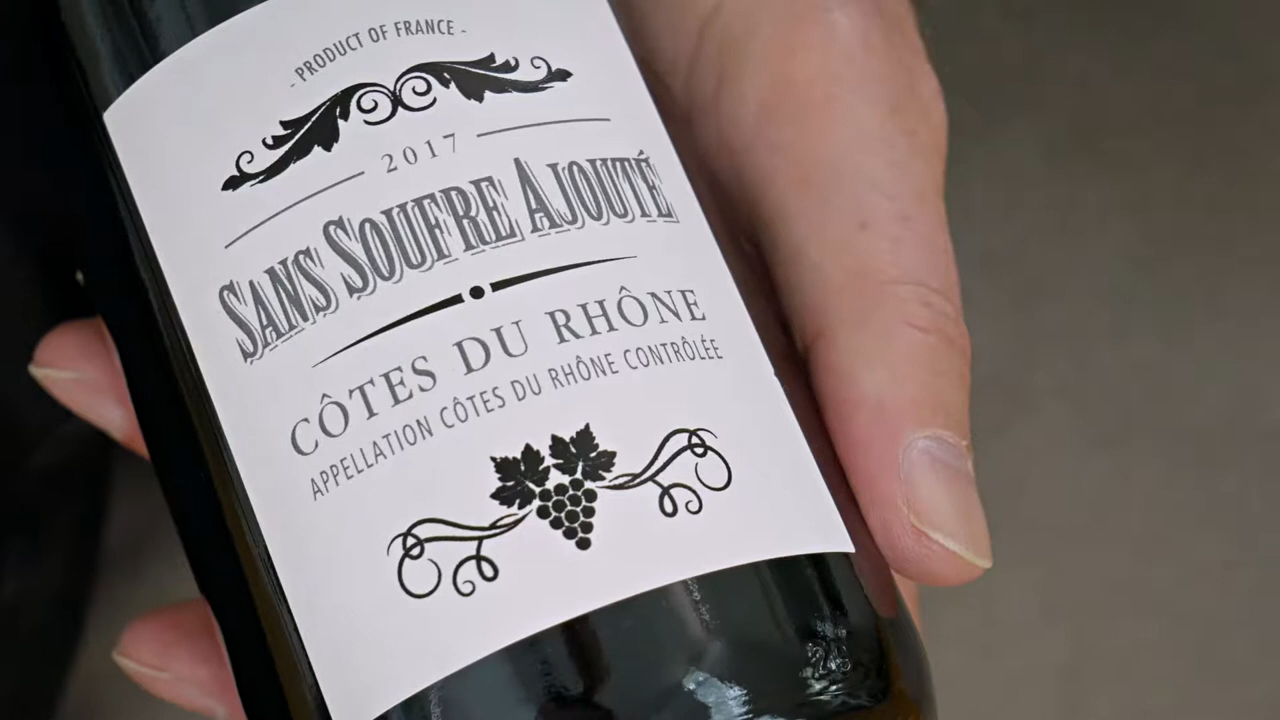 - PRODUCT OF FRANCE -
2017
SANS SOUFRE AJOUTÉ
CÔTES DU RHÔNE
APPELLATION CÔTES DU RHÔNE CONTRÔLÉE